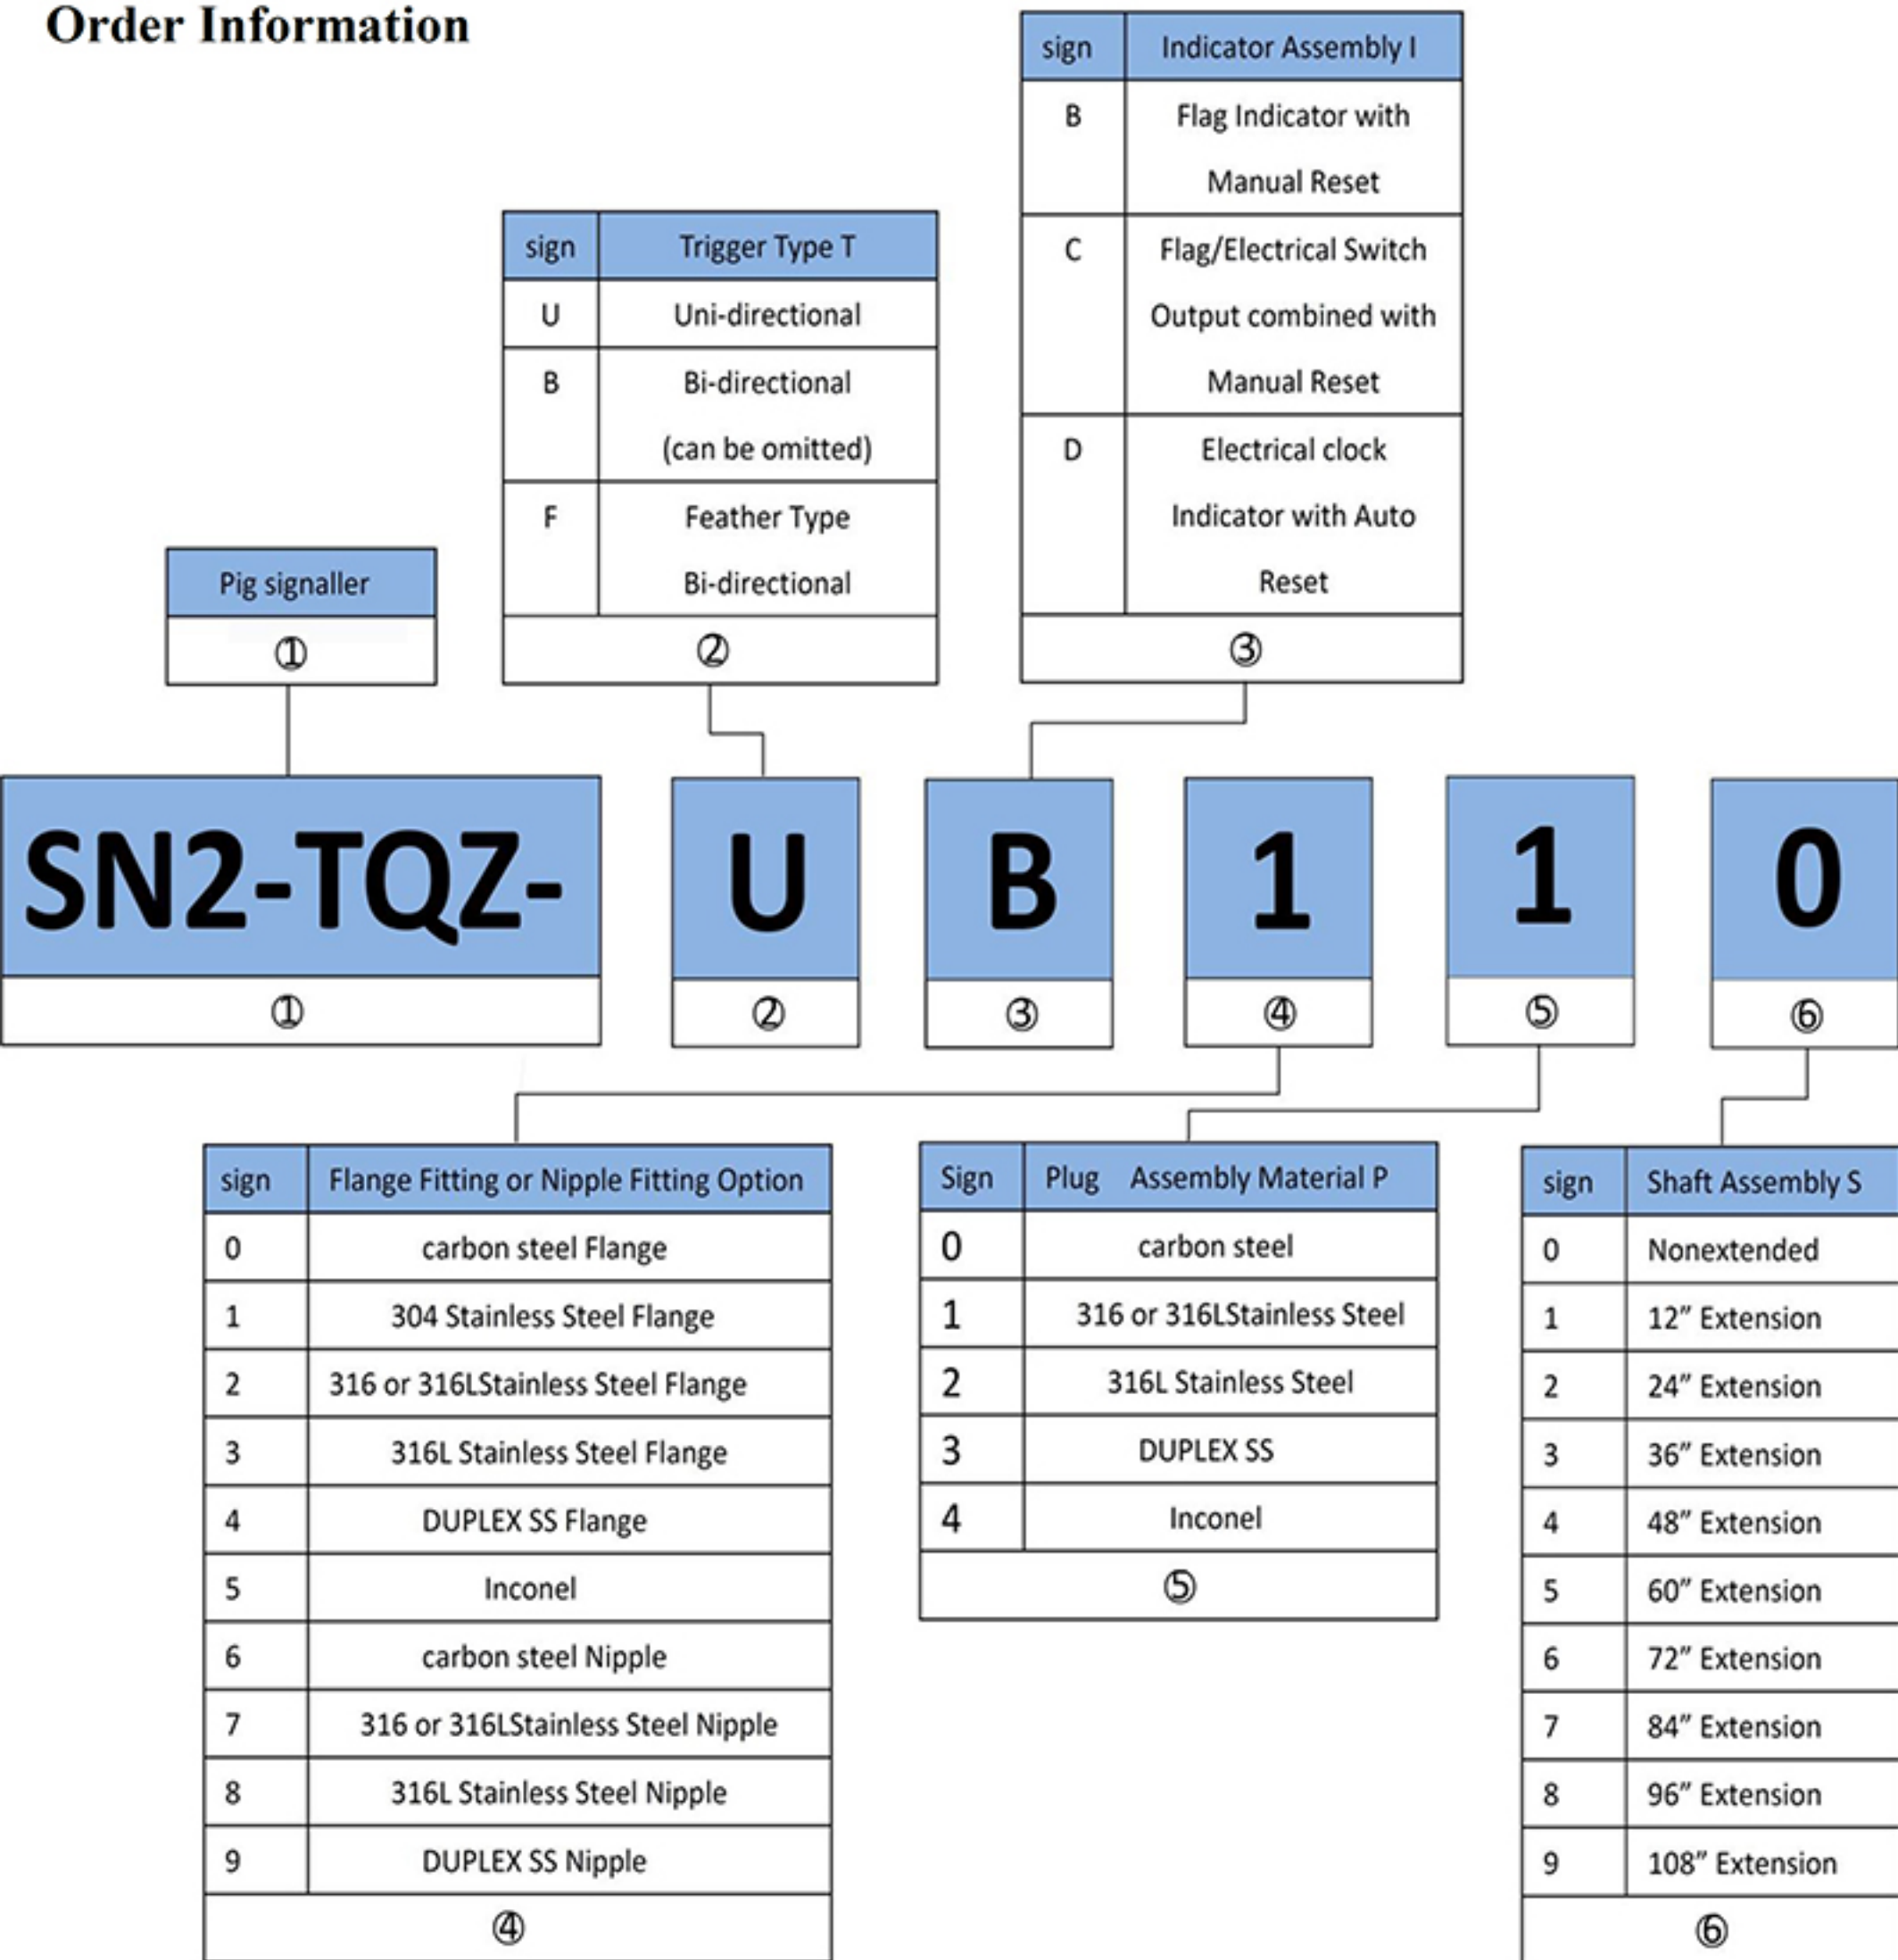 Order Information
sign Indicator Assembly I
B Flag Indicator with
Manual Reset
C Flag/Electrical Switch
Output combined with
Manual Reset
D Electrical clock
Indicator with Auto
Reset
③
sign Trigger Type T
U Uni-directional
B Bi-directional
(can be omitted)
F Feather Type
Bi-directional
②
Pig signaller
①
SN2-TQZ- U B 1 1 0
① ② ③ ④ ⑤ ⑥
sign Flange Fitting or Nipple Fitting Option
0 carbon steel Flange
1 304 Stainless Steel Flange
2 316 or 316LStainless Steel Flange
3 316L Stainless Steel Flange
4 DUPLEX SS Flange
5 Inconel
6 carbon steel Nipple
7 316 or 316LStainless Steel Nipple
8 316L Stainless Steel Nipple
9 DUPLEX SS Nipple
④
Sign Plug Assembly Material P
0 carbon steel
1 316 or 316LStainless Steel
2 316L Stainless Steel
3 DUPLEX SS
4 Inconel
⑤
sign Shaft Assembly S
0 Nonextended
1 12” Extension
2 24” Extension
3 36” Extension
4 48” Extension
5 60” Extension
6 72” Extension
7 84” Extension
8 96” Extension
9 108” Extension
⑥